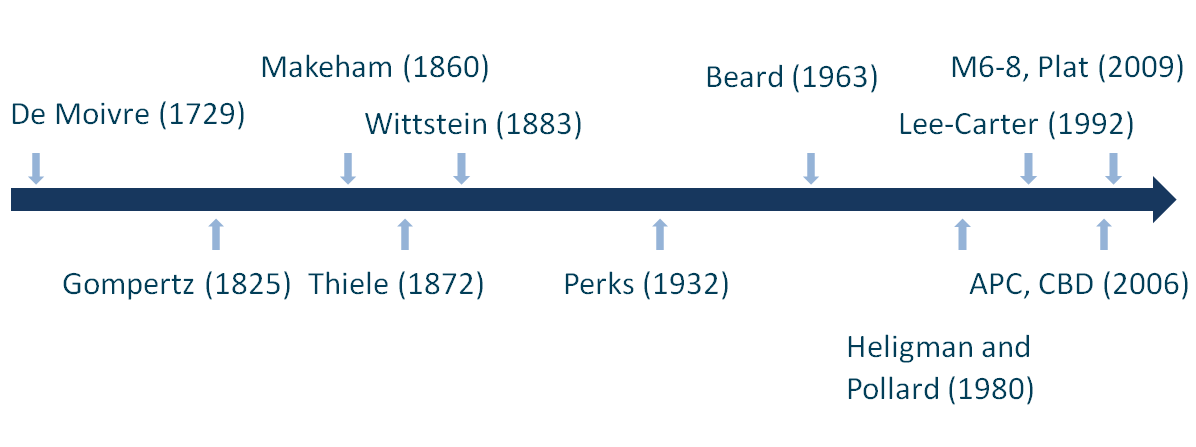 Makeham (1860)
Beard (1963)
M6-8, Plat (2009)
De Moivre (1729)
Wittstein (1883)
Lee-Carter (1992)
Gompertz (1825)
Thiele (1872)
Perks (1932)
APC, CBD (2006)
Heligman and
Pollard (1980)